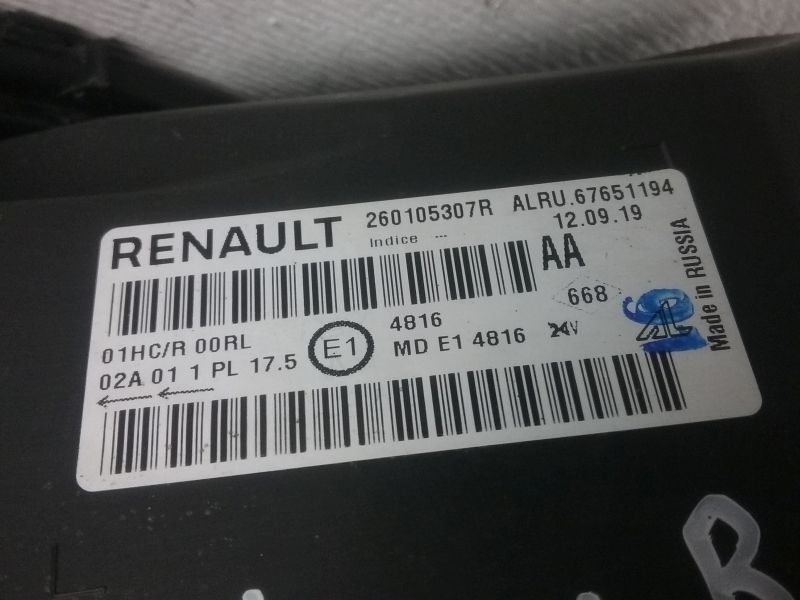 RENAULT 260105307R ALRU.67651194
Indice --- 12.09.19
AA
668
01HC/R 00RL E1 4816
02A 01 1 PL 17.5 MD E1 4816 24V
Made in RUSSIA
R